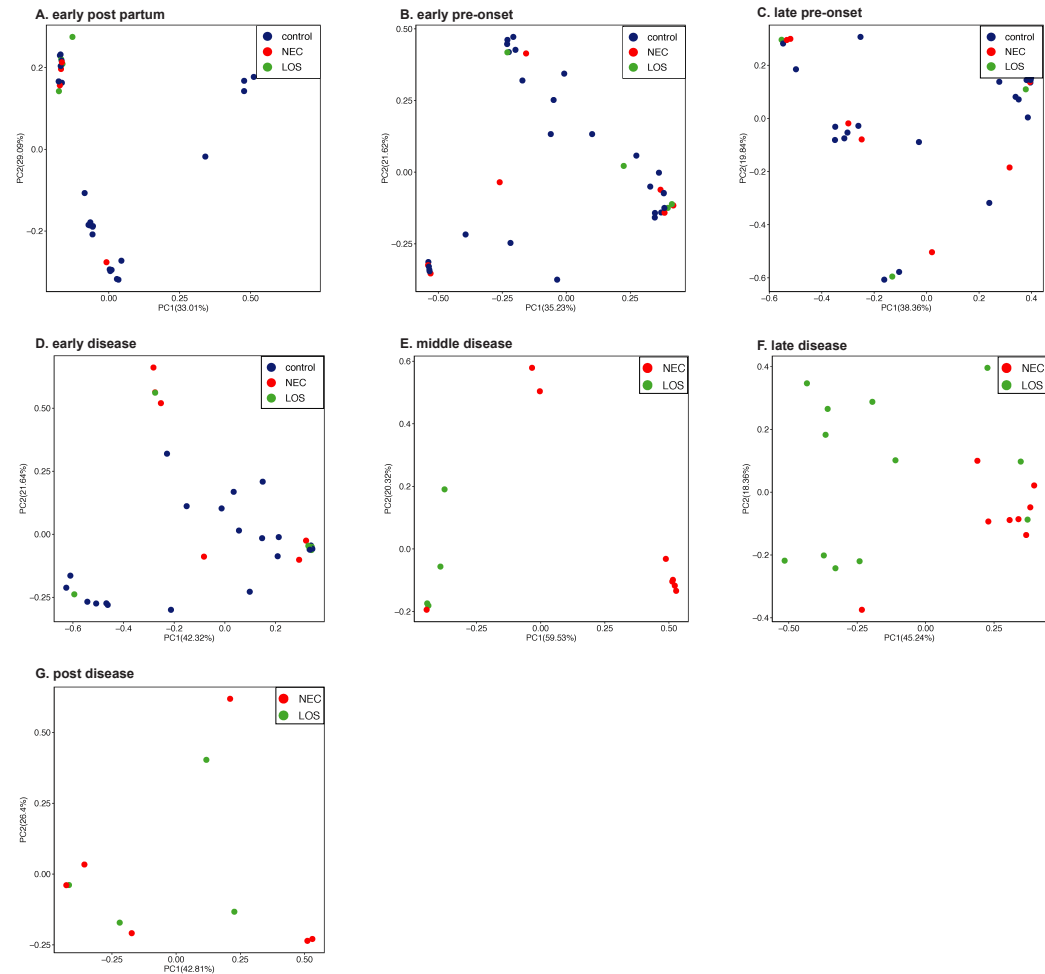 A. early post partum
control
NEC
LOS
0.2
0.0
−0.2
PC2(29.09%)
0.00
0.25
0.50
PC1(33.01%)
B. early pre-onset
control
NEC
LOS
0.50
0.25
0.00
−0.25
PC2(21.62%)
−0.50
−0.25
0.00
0.25
PC1(35.23%)
C. late pre-onset
control
NEC
LOS
0.2
0.0
−0.2
−0.4
−0.6
PC2(19.84%)
−0.6
−0.4
−0.2
0.0
0.2
0.4
PC1(38.36%)
D. early disease
control
NEC
LOS
0.50
0.25
0.00
−0.25
PC2(21.64%)
−0.6
−0.4
−0.2
0.0
0.2
PC1(42.32%)
E. middle disease
NEC
LOS
0.6
0.4
0.2
0.0
−0.2
PC2(20.32%)
−0.25
0.00
0.25
0.50
PC1(59.53%)
F. late disease
NEC
LOS
0.4
0.2
0.0
−0.2
−0.4
PC2(18.36%)
−0.50
−0.25
0.00
0.25
PC1(45.24%)
G. post disease
NEC
LOS
0.50
0.25
0.00
−0.25
PC2(26.4%)
−0.25
0.00
0.25
0.50
PC1(42.81%)